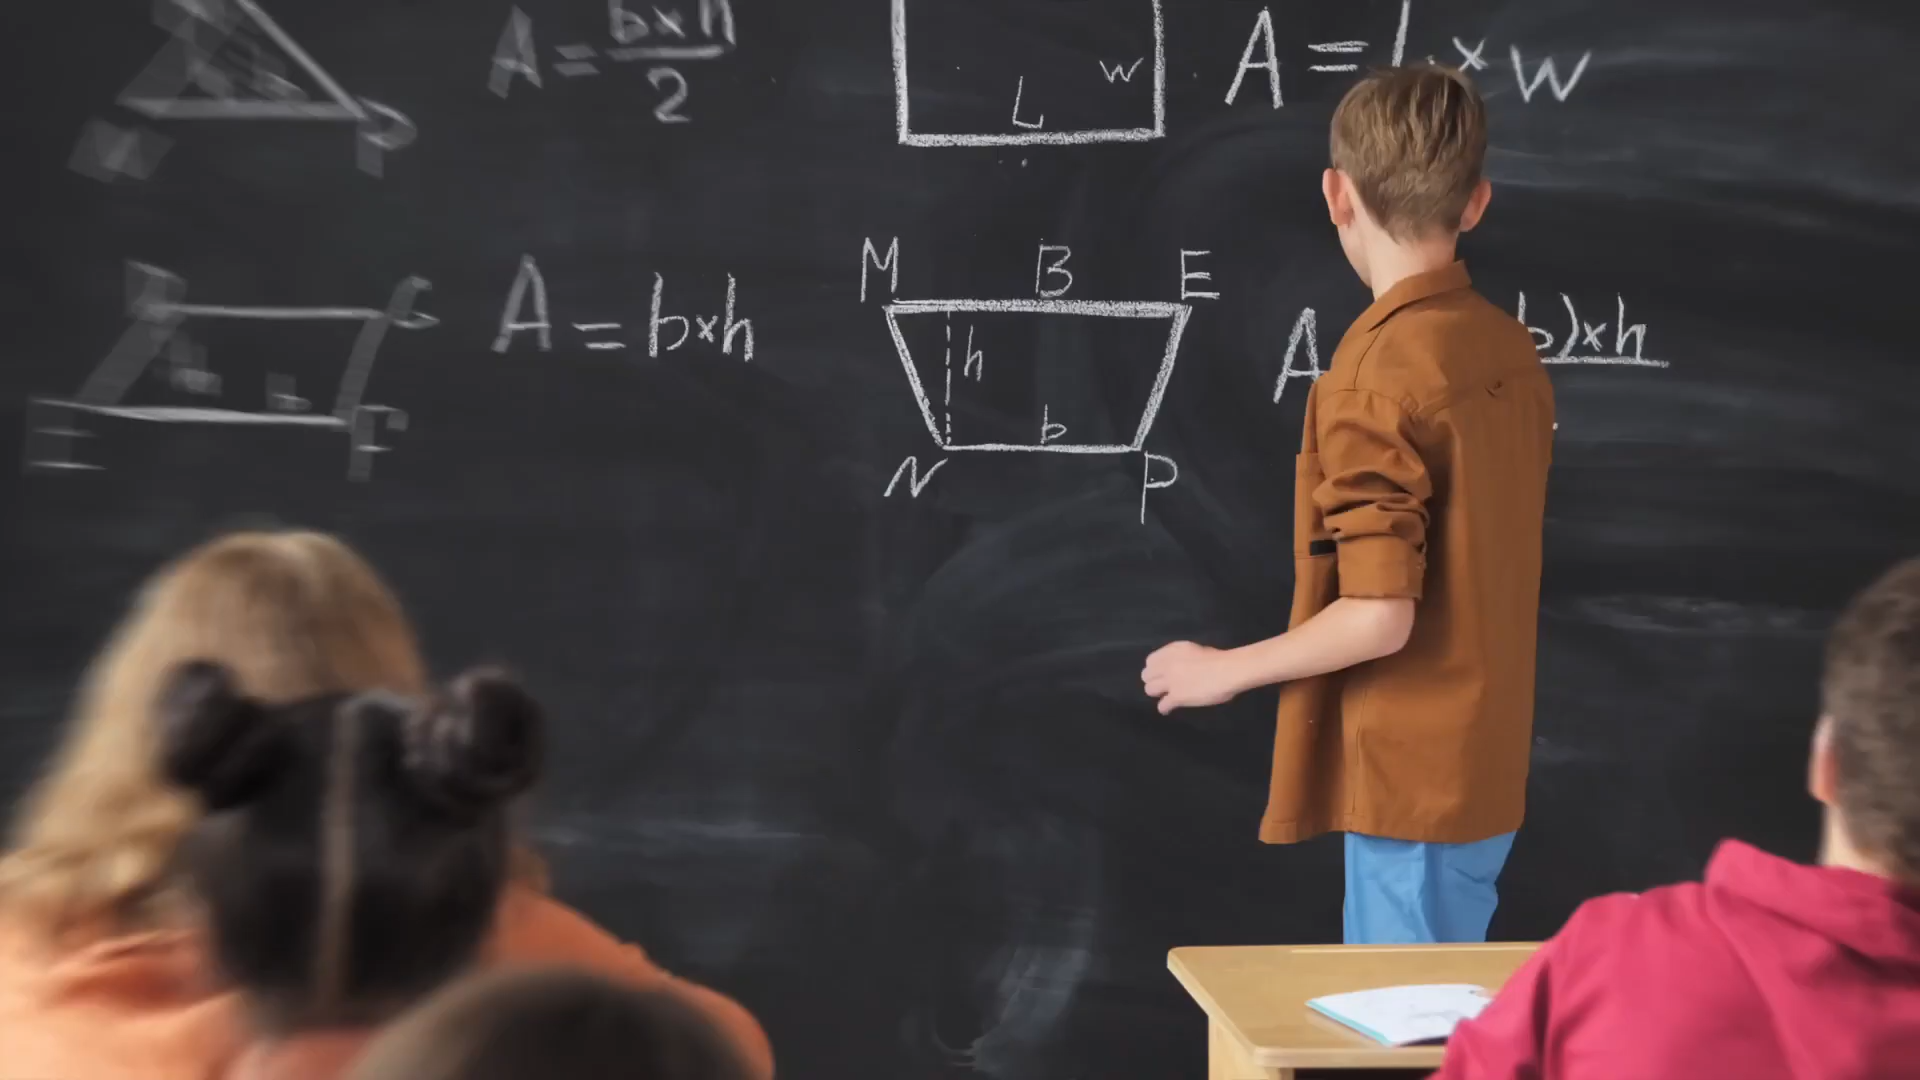 A = b×h
2
L
w
A = l × w
A = b×h
M B E
h
b
N P
A
b)×h